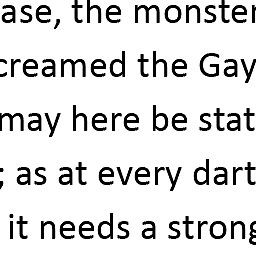 ase, the monster
creamed the Gay
may here be stat
; as at every dart
it needs a strong